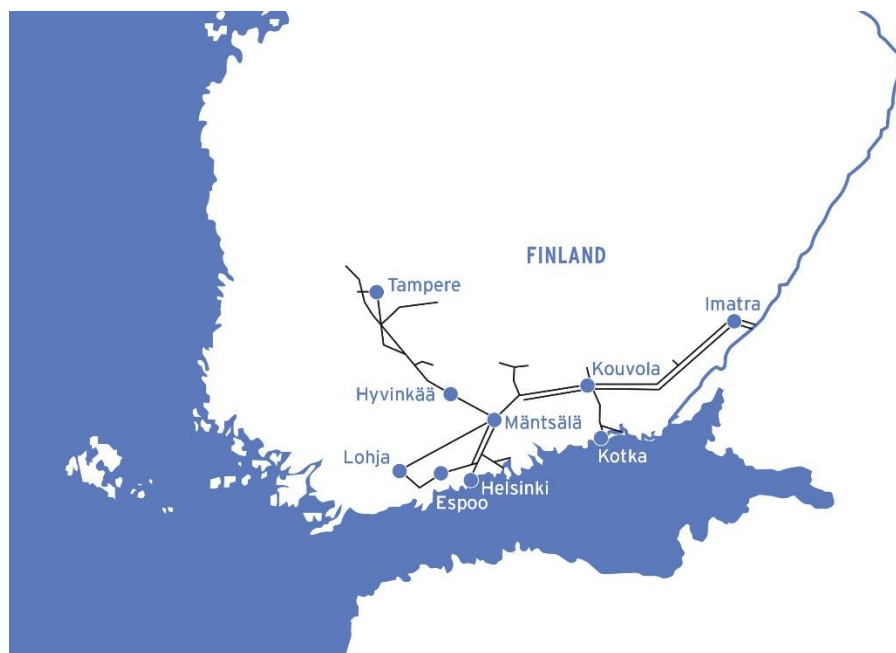 FINLAND
Tampere
Imatra
Kouvola
Hyvinkää
Mäntsälä
Lohja
Kotka
Helsinki
Espoo